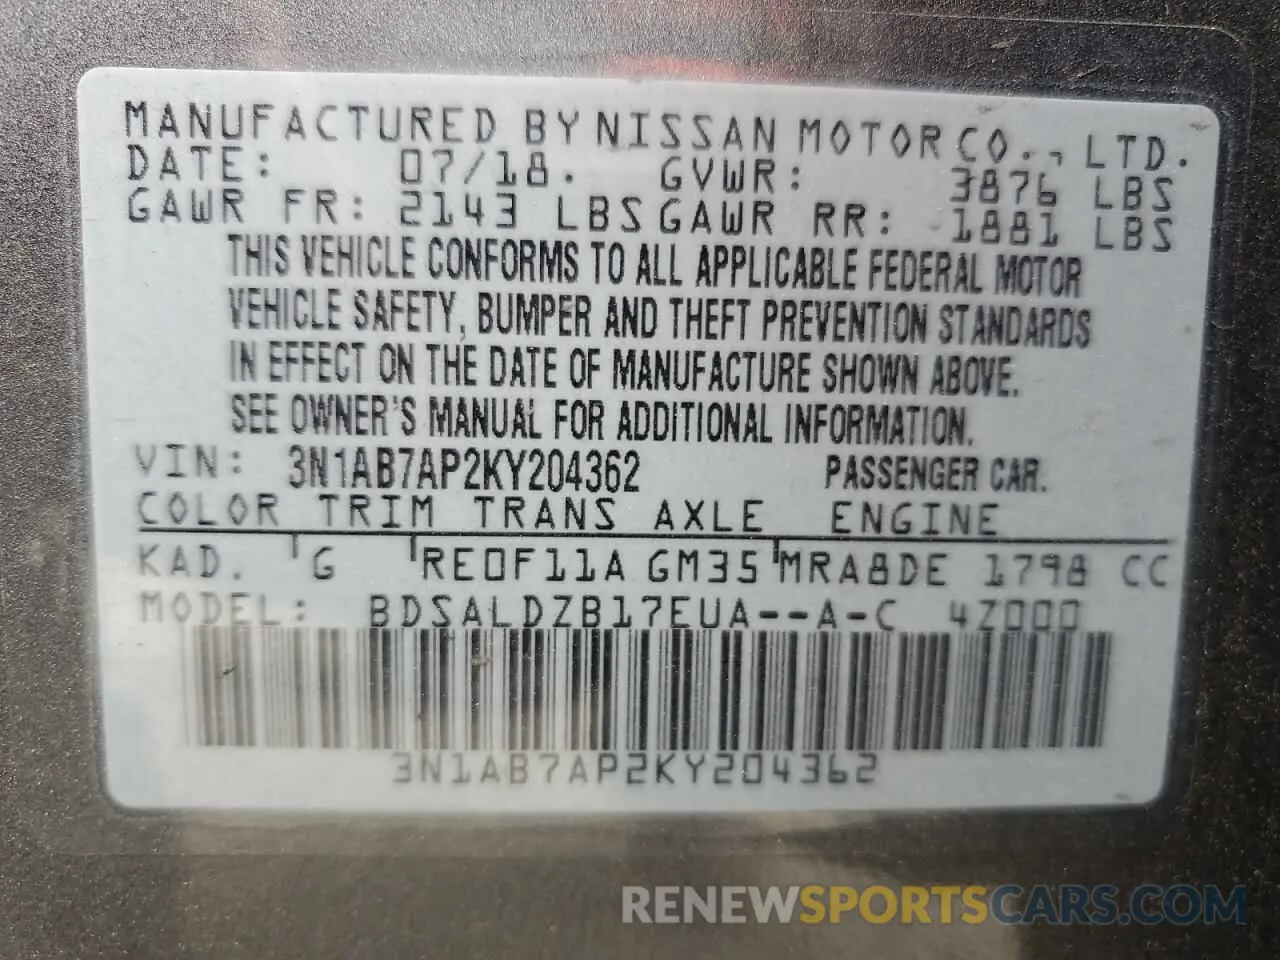 MANUFACTURED BY NISSAN MOTOR CO., LTD.
DATE: 07/18. GVWR: 3876 LBS
GAWR FR: 2143 LBS GAWR RR: 1881 LBS
THIS VEHICLE CONFORMS TO ALL APPLICABLE FEDERAL MOTOR
VEHICLE SAFETY, BUMPER AND THEFT PREVENTION STANDARDS
IN EFFECT ON THE DATE OF MANUFACTURE SHOWN ABOVE.
SEE OWNER'S MANUAL FOR ADDITIONAL INFORMATION.
VIN: 3N1AB7AP2KY204362 PASSENGER CAR.
COLOR TRIM TRANS AXLE ENGINE
KAD. G RE0F11A GM35 MRA8DE 1798 CC
MODEL: BDSALDZB17EUA--A-C 4Z000
3N1AB7AP2KY204362
RENEWSPORTSCARS.COM